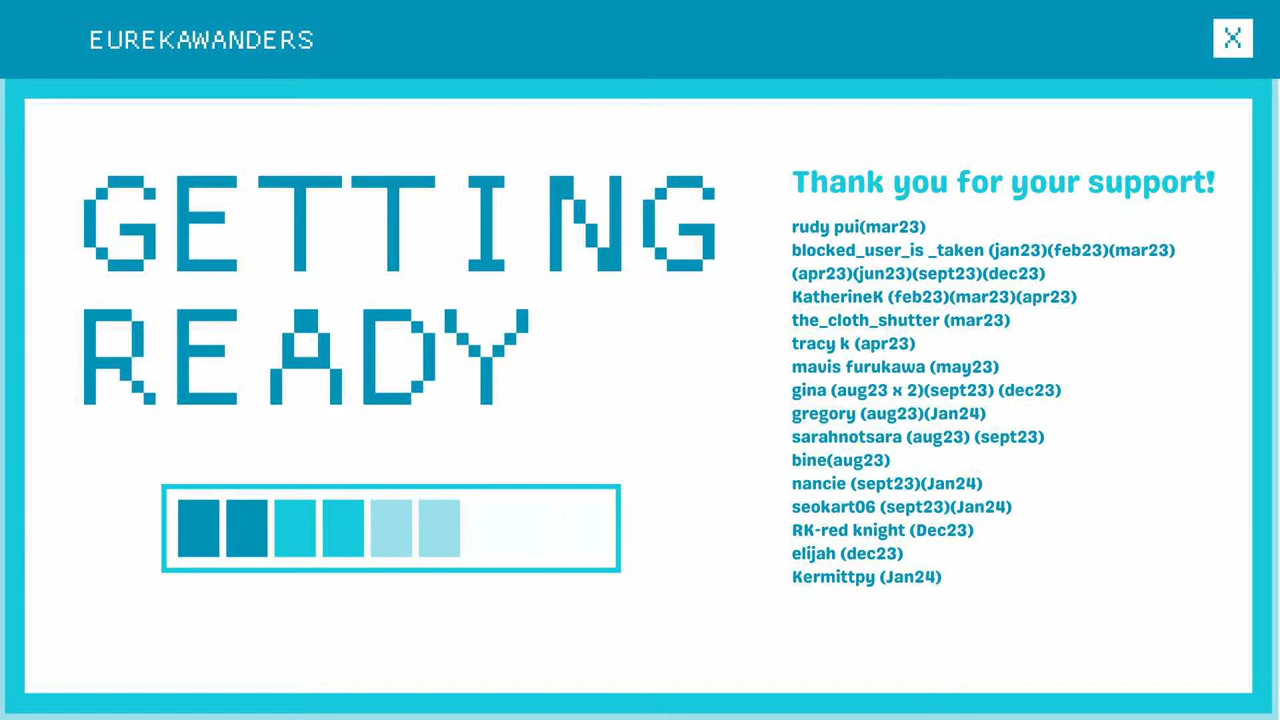 EUREKAWANDERS
X
GETTING
READY
Thank you for your support!
rudy pui(mar23)
blocked_user_is _taken (jan23)(feb23)(mar23)
(apr23)(jun23)(sept23)(dec23)
KatherineK (feb23)(mar23)(apr23)
the_cloth_shutter (mar23)
tracy k (apr23)
mavis furukawa (may23)
gina (aug23 x 2)(sept23) (dec23)
gregory (aug23)(Jan24)
sarahnotsara (aug23) (sept23)
bine(aug23)
nancie (sept23)(Jan24)
seokart06 (sept23)(Jan24)
RK-red knight (Dec23)
elijah (dec23)
Kermittpy (Jan24)